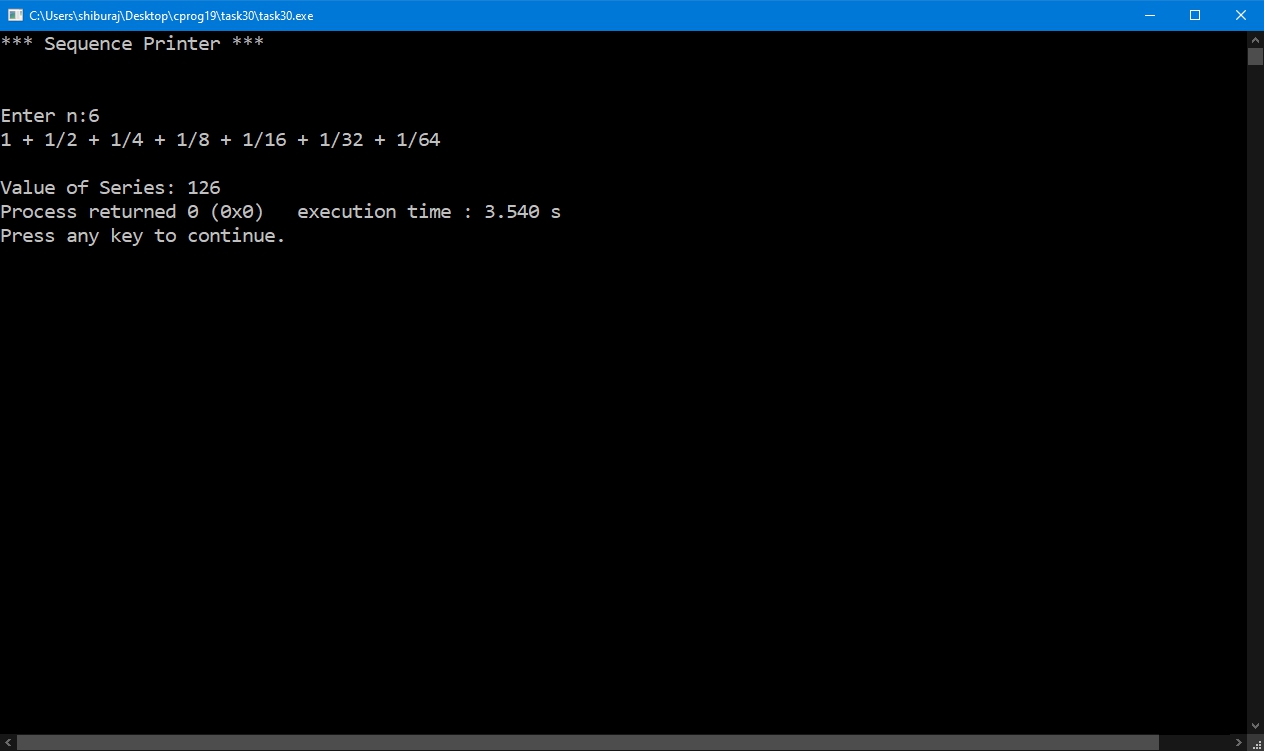 C:\Users\shiburaj\Desktop\cprog19\task30\task30.exe
*** Sequence Printer ***
Enter n:6
1 + 1/2 + 1/4 + 1/8 + 1/16 + 1/32 + 1/64
Value of Series: 126
Process returned 0 (0x0)   execution time : 3.540 s
Press any key to continue.